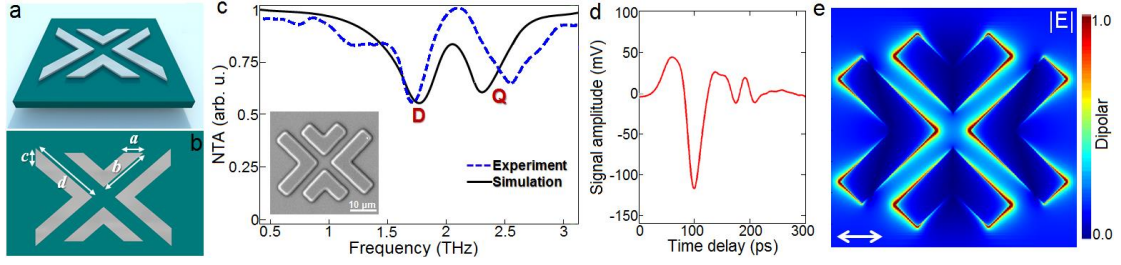 a
b
a
b
c
d
c
NTA (arb. u.)
1
0.75
0.5
0.25
0
0.5
1
1.5
2
2.5
3
Frequency (THz)
D
Q
Experiment
Simulation
10 µm
d
Signal amplitude (mV)
100
50
0
-50
-100
-150
0
100
200
300
Time delay (ps)
e
|E|
1.0
Dipolar
0.0